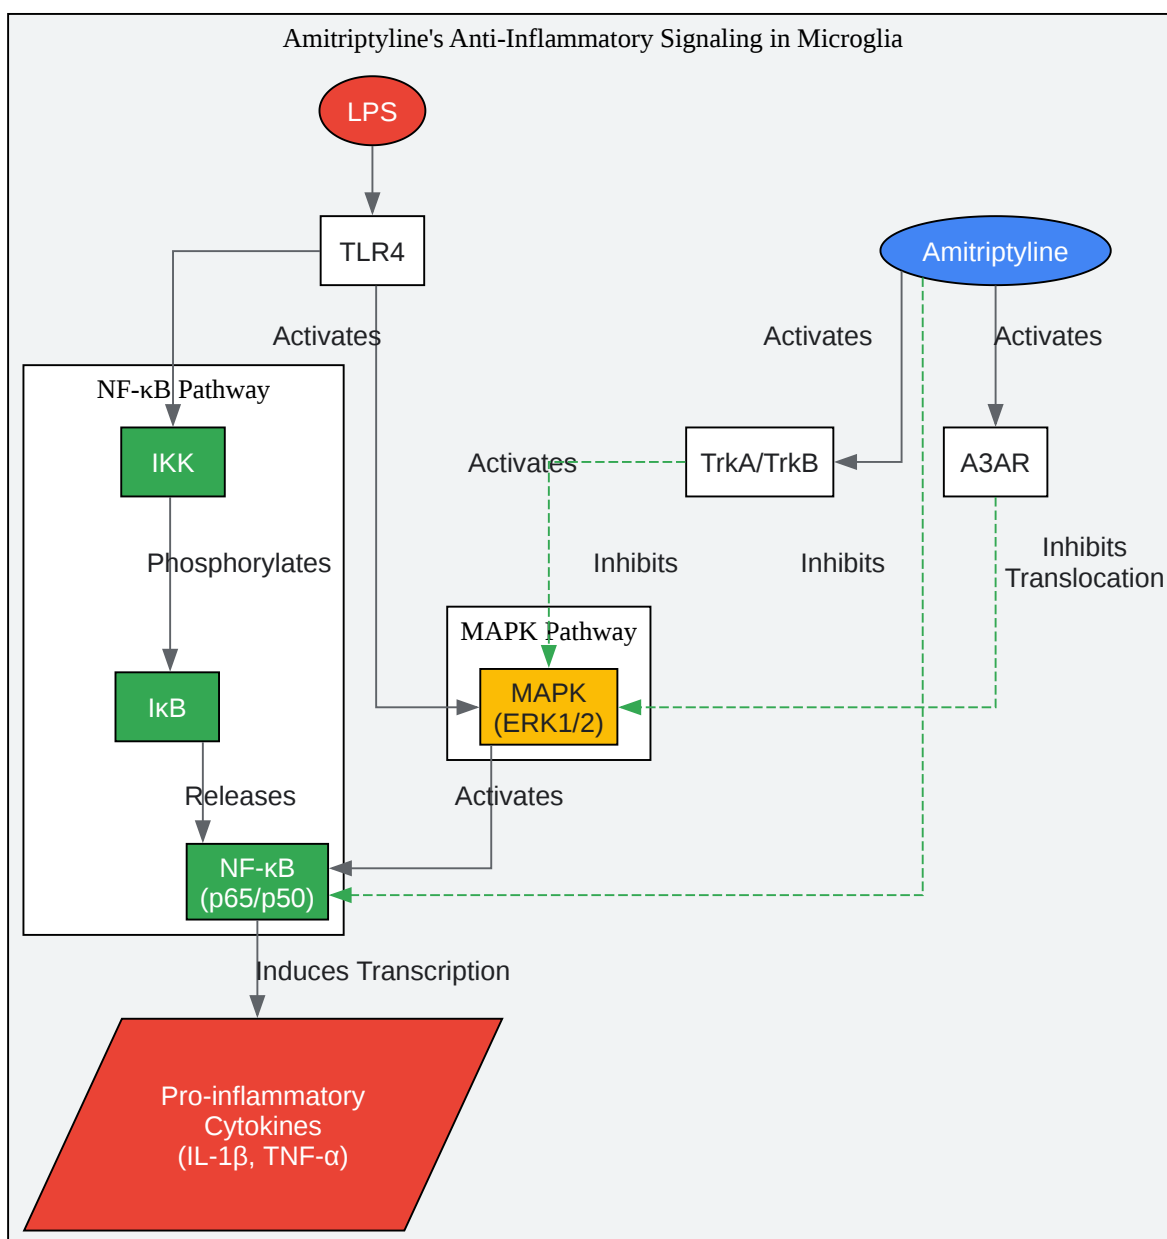 Amitriptyline's Anti-Inflammatory Signaling in Microglia
LPS
TLR4
Amitriptyline
Activates
Activates
Activates
NF-κB Pathway
IKK
Activates
TrkA/TrkB
A3AR
Phosphorylates
Inhibits
Inhibits
Inhibits
Translocation
MAPK Pathway
MAPK
(ERK1/2)
IκB
Releases
Activates
NF-κB
(p65/p50)
Induces Transcription
Pro-inflammatory
Cytokines
(IL-1β, TNF-α)